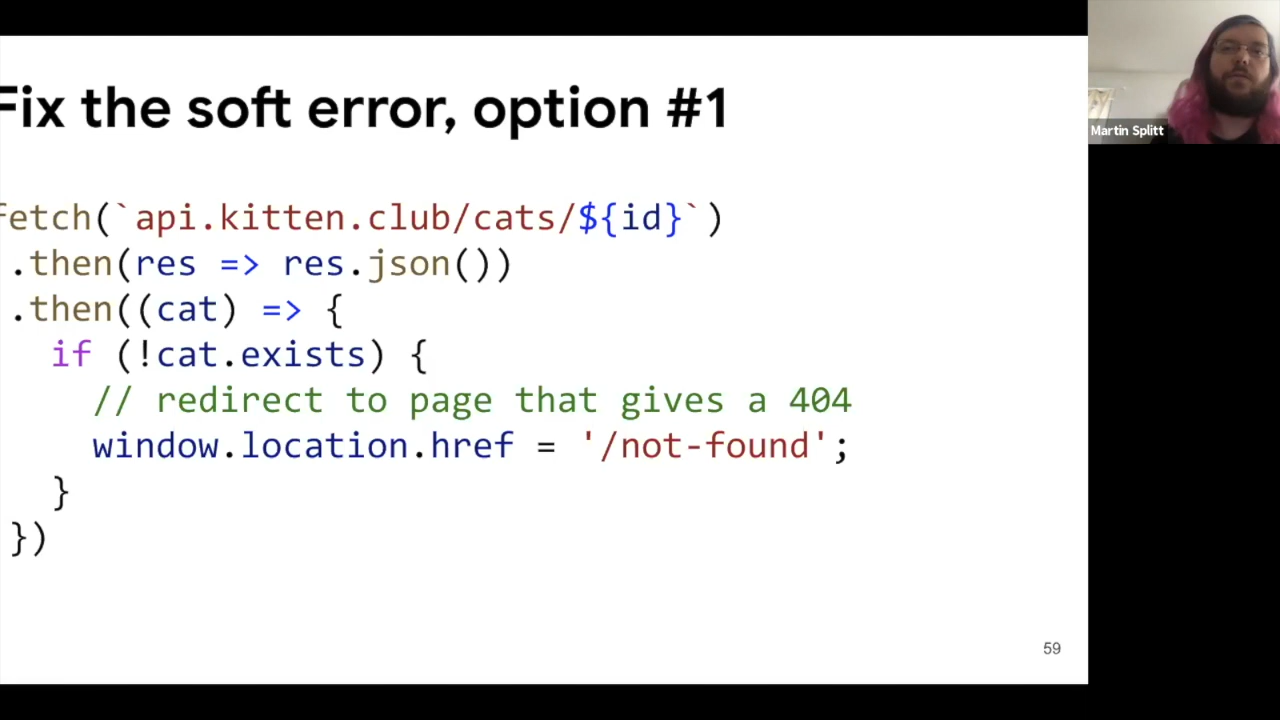 Fix the soft error, option #1
fetch(`api.kitten.club/cats/${id}`)
.then(res => res.json())
.then((cat) => {
if (!cat.exists) {
// redirect to page that gives a 404
window.location.href = '/not-found';
}
})
59
Martin Splitt